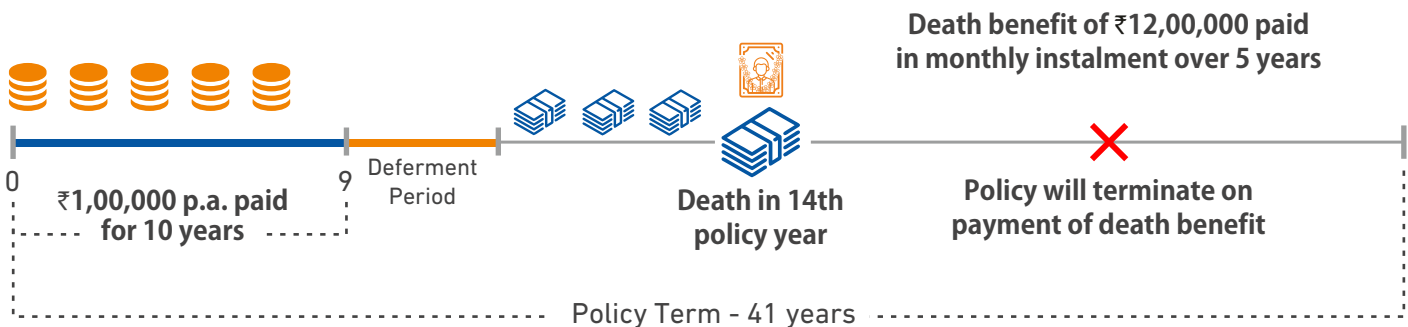 Death benefit of ₹12,00,000 paid
in monthly instalment over 5 years
0
9
Deferment
Period
₹1,00,000 p.a. paid
for 10 years
Death in 14th
policy year
Policy will terminate on
payment of death benefit
Policy Term - 41 years